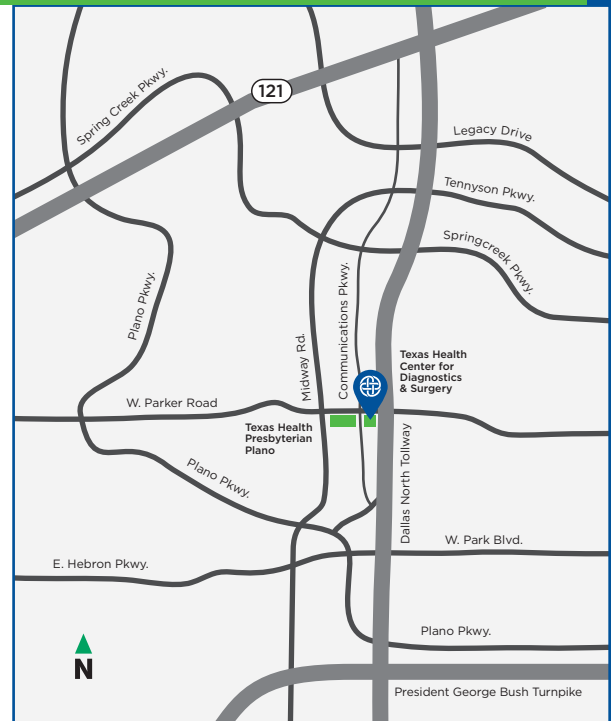 Spring Creek Pkwy.
121
Legacy Drive
Tennyson Pkwy.
Springcreek Pkwy.
Plano Pkwy.
Communications Pkwy.
Midway Rd.
Texas Health
Center for
Diagnostics
& Surgery
W. Parker Road
Texas Health
Presbyterian
Plano
Dallas North Tollway
Plano Pkwy.
W. Park Blvd.
E. Hebron Pkwy.
Plano Pkwy.
N
President George Bush Turnpike